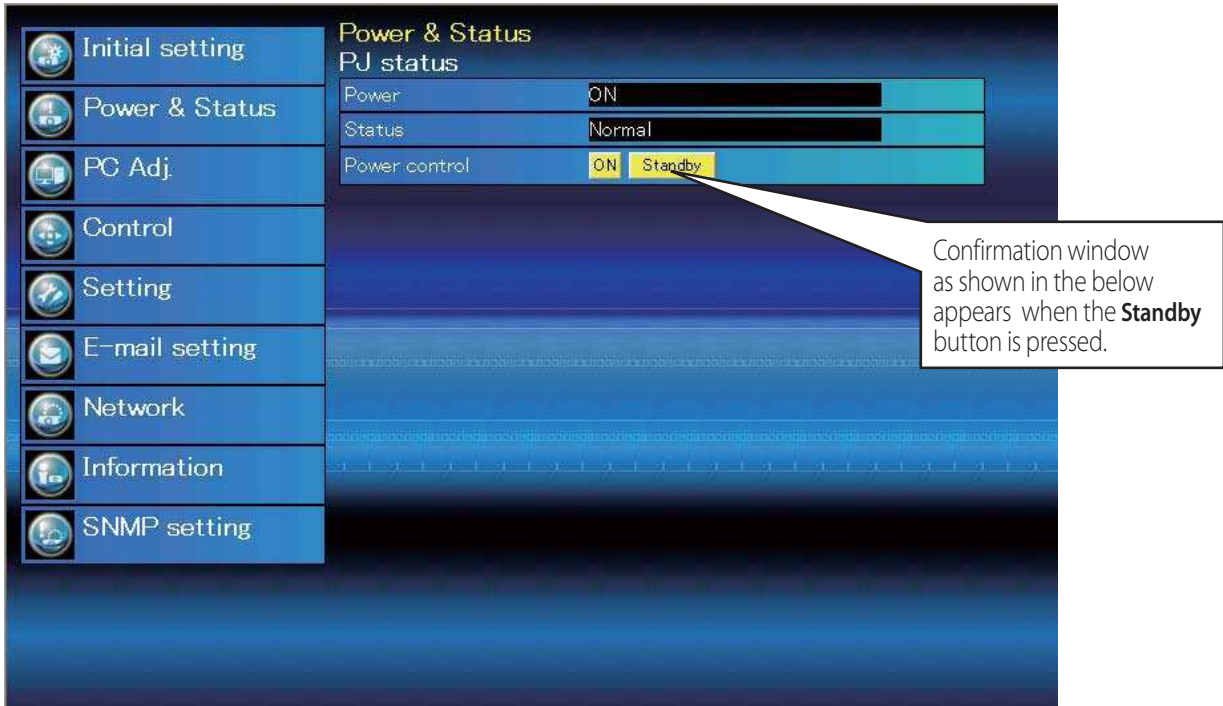 Initial setting
Power & Status
PC Adj.
Control
Setting
E-mail setting
Network
Information
SNMP setting
Power & Status
PJ status
Power ON
Status Normal
Power control ON Standby
Confirmation window
as shown in the below
appears when the Standby
button is pressed.